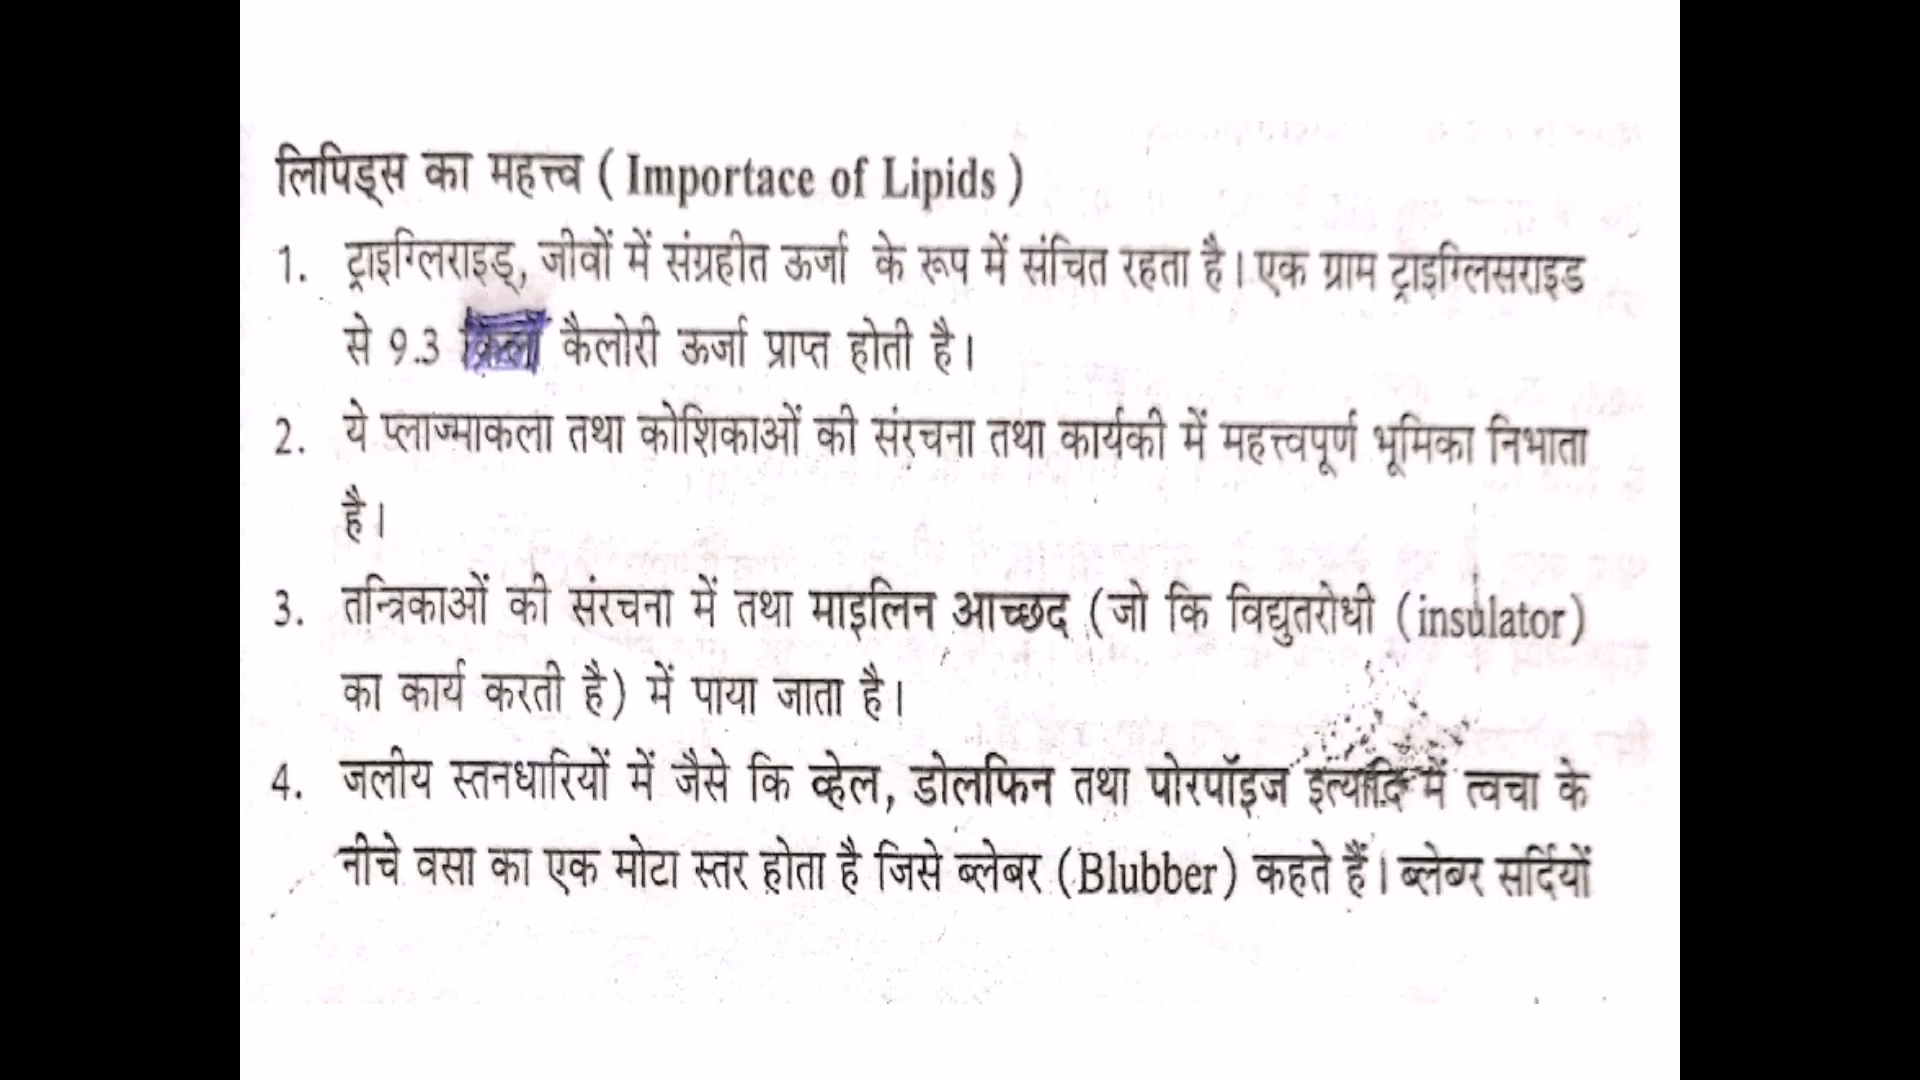 लिपिड्स का महत्त्व ( Importace of Lipids )
1. ट्राइग्लिराइड्, जीवों में संग्रहीत ऊर्जा के रूप में संचित रहता है। एक ग्राम ट्राइग्लिसराइड
से 9.3 किलो कैलोरी ऊर्जा प्राप्त होती है।
2. ये प्लाज्माकला तथा कोशिकाओं की संरचना तथा कार्यकी में महत्त्वपूर्ण भूमिका निभाता
है।
3. तन्त्रिकाओं की संरचना में तथा माइलिन आच्छद (जो कि विद्युतरोधी (insulator)
का कार्य करती है) में पाया जाता है।
4. जलीय स्तनधारियों में जैसे कि व्हेल, डोलफिन तथा पोरपॉइज इत्यादि में त्वचा के
नीचे वसा का एक मोटा स्तर होता है जिसे ब्लेबर (Blubber) कहते हैं। ब्लेबर सर्दियों